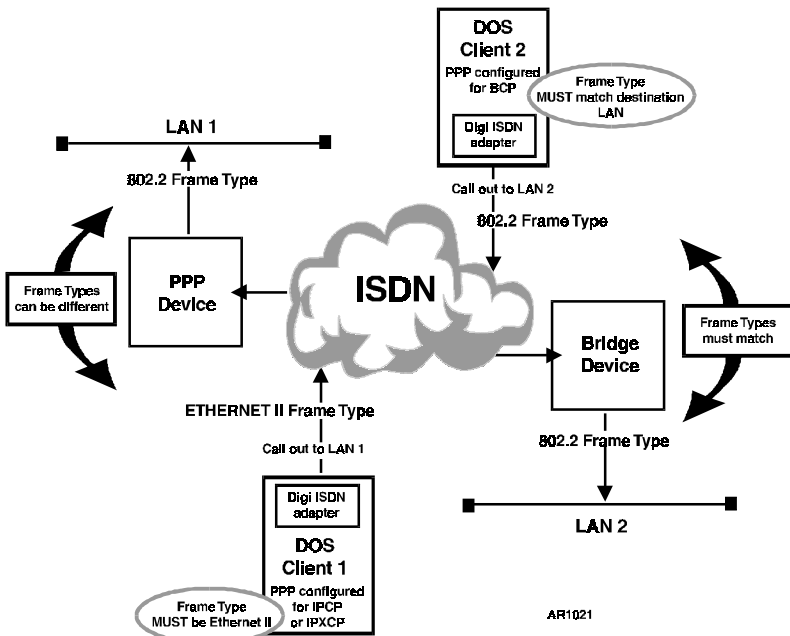 DOS
Client 2
PPP configured
for BCP
Digi ISDN
adapter
Frame Type
MUST match destination
LAN
LAN 1
802.2 Frame Type
Call out to LAN 2
802.2 Frame Type
Frame Types
can be different
PPP
Device
ISDN
Bridge
Device
Frame Types
must match
ETHERNET II Frame Type
Call out to LAN 1
802.2 Frame Type
LAN 2
Digi ISDN
adapter
DOS
Client 1
PPP configured
for IPCP
or IPXCP
Frame Type
MUST be Ethernet II
AR1021